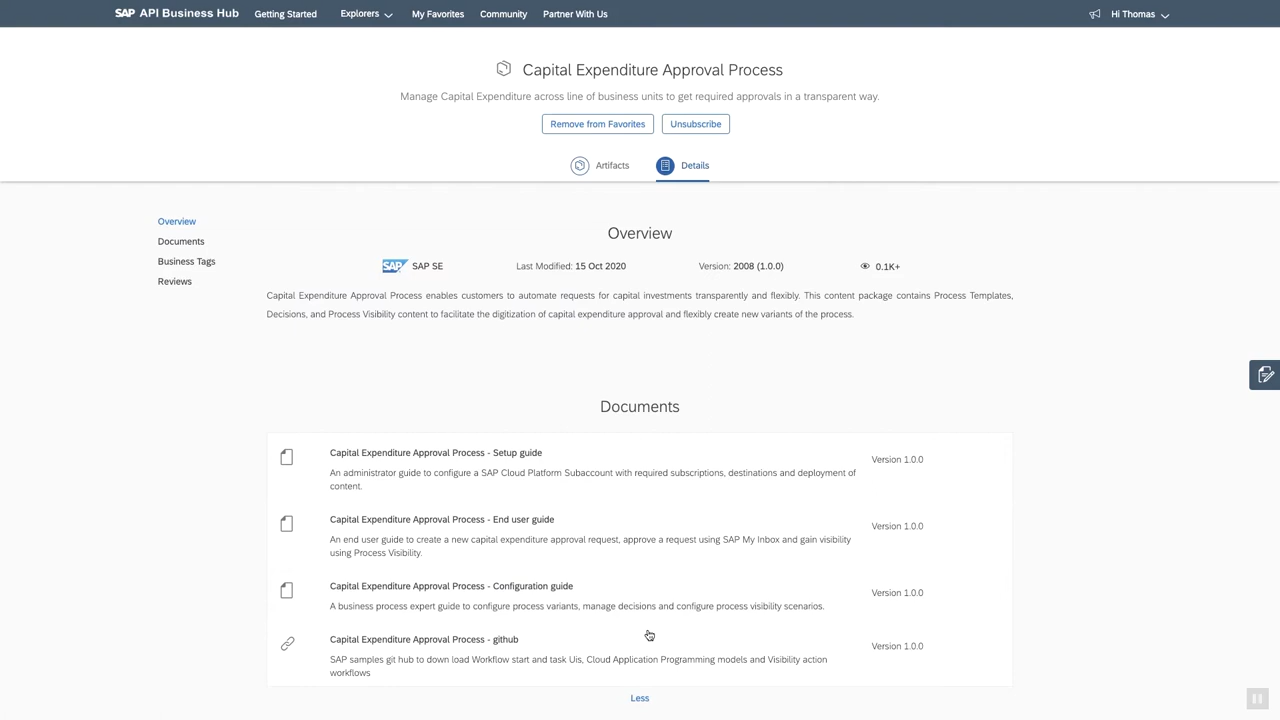 SAP API Business Hub Getting Started Explorers My Favorites Community Partner With Us Hi Thomas
Capital Expenditure Approval Process
Manage Capital Expenditure across line of business units to get required approvals in a transparent way.
Remove from Favorites Unsubscribe
Artifacts Details
Overview
Documents
Business Tags
Reviews
Overview
SAP SAP SE Last Modified: 15 Oct 2020 Version: 2008 (1.0.0) 0.1K+
Capital Expenditure Approval Process enables customers to automate requests for capital investments transparently and flexibly. This content package contains Process Templates,
Decisions, and Process Visibility content to facilitate the digitization of capital expenditure approval and flexibly create new variants of the process.
Documents
Capital Expenditure Approval Process - Setup guide
Version 1.0.0
An administrator guide to configure a SAP Cloud Platform Subaccount with required subscriptions, destinations and deployment of
content.
Capital Expenditure Approval Process - End user guide
Version 1.0.0
An end user guide to create a new capital expenditure approval request, approve a request using SAP My Inbox and gain visibility
using Process Visibility.
Capital Expenditure Approval Process - Configuration guide
Version 1.0.0
A business process expert guide to configure process variants, manage decisions and configure process visibility scenarios.
Capital Expenditure Approval Process - github
Version 1.0.0
SAP samples git hub to down load Workflow start and task Uis, Cloud Application Programming models and Visibility action
workflows
Less